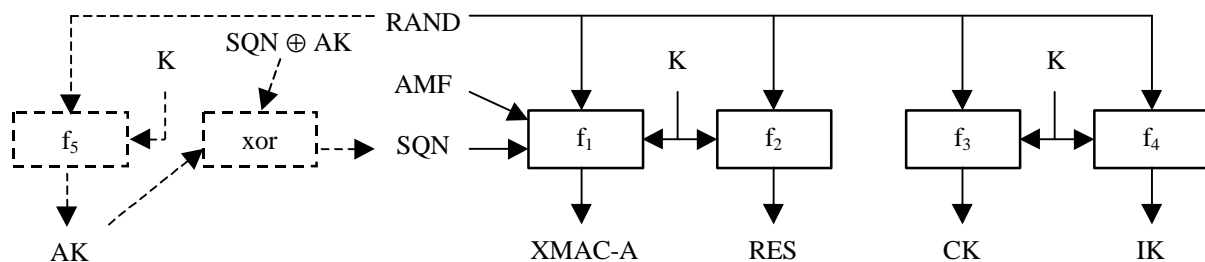 RAND
SQN ⊕ AK
K
K
K
AMF
f5
xor
SQN
f1
f2
f3
f4
AK
XMAC-A
RES
CK
IK